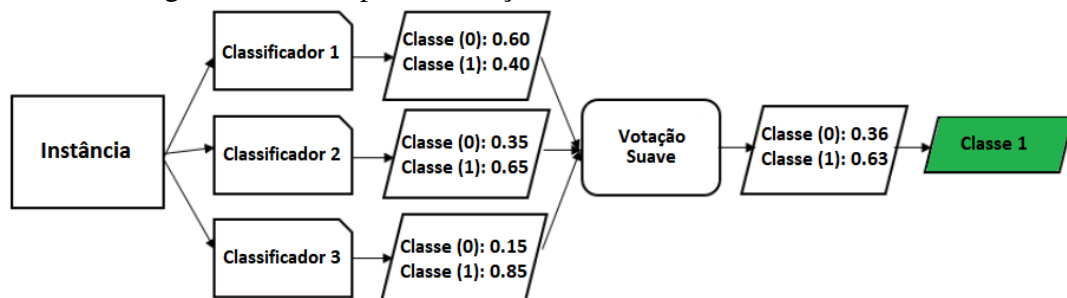 Instância
Classificador 1
Classe (0): 0.60
Classe (1): 0.40
Classificador 2
Classe (0): 0.35
Classe (1): 0.65
Classificador 3
Classe (0): 0.15
Classe (1): 0.85
Votação
Suave
Classe (0): 0.36
Classe (1): 0.63
Classe 1